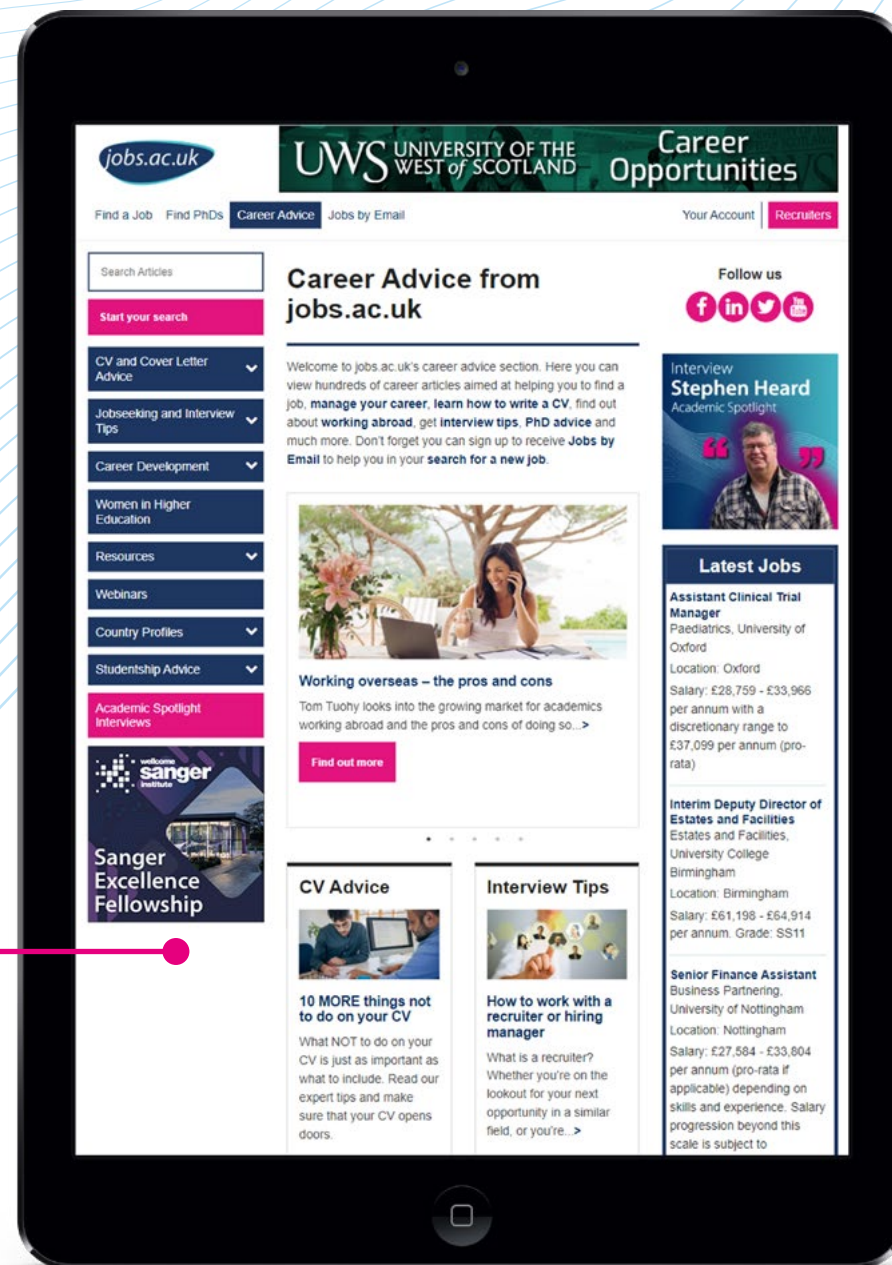 jobs.ac.uk
UWS UNIVERSITY OF THE
WEST of SCOTLAND
Career
Opportunities
Find a Job
Find PhDs
Career Advice
Jobs by Email
Your Account
Recruiters
Search Articles
Start your search
CV and Cover Letter
Advice
Jobseeking and Interview
Tips
Career Development
Women in Higher
Education
Resources
Webinars
Country Profiles
Studentship Advice
Academic Spotlight
Interviews
wellcome
sanger
institute
Sanger
Excellence
Fellowship
Career Advice from
jobs.ac.uk
Welcome to jobs.ac.uk's career advice section. Here you can
view hundreds of career articles aimed at helping you to find a
job, manage your career, learn how to write a CV, find out
about working abroad, get interview tips, PhD advice and
much more. Don't forget you can sign up to receive Jobs by
Email to help you in your search for a new job.
Working overseas – the pros and cons
Tom Tuohy looks into the growing market for academics
working abroad and the pros and cons of doing so...>
Find out more
CV Advice
10 MORE things not
to do on your CV
What NOT to do on your
CV is just as important as
what to include. Read our
expert tips and make
sure that your CV opens
doors.
Interview Tips
How to work with a
recruiter or hiring
manager
What is a recruiter?
Whether you're on the
lookout for your next
opportunity in a similar
field, or you're...>
Follow us
f
in
You
Tube
Interview
Stephen Heard
Academic Spotlight
Latest Jobs
Assistant Clinical Trial
Manager
Paediatrics, University of
Oxford
Location: Oxford
Salary: £28,759 - £33,966
per annum with a
discretionary range to
£37,099 per annum (pro-
rata)
Interim Deputy Director of
Estates and Facilities
Estates and Facilities,
University College
Birmingham
Location: Birmingham
Salary: £61,198 - £64,914
per annum. Grade: SS11
Senior Finance Assistant
Business Partnering,
University of Nottingham
Location: Nottingham
Salary: £27,584 - £33,804
per annum (pro-rata if
applicable) depending on
skills and experience. Salary
progression beyond this
scale is subject to